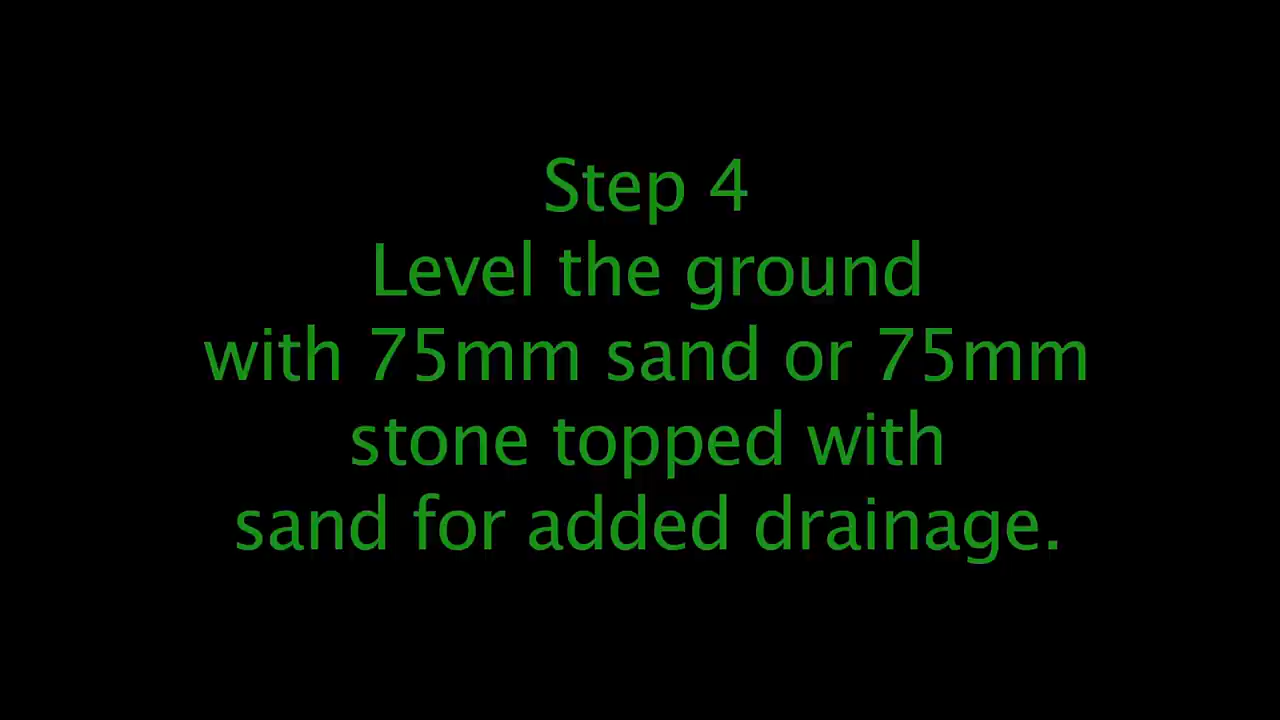 Step 4
Level the ground
with 75mm sand or 75mm
stone topped with
sand for added drainage.